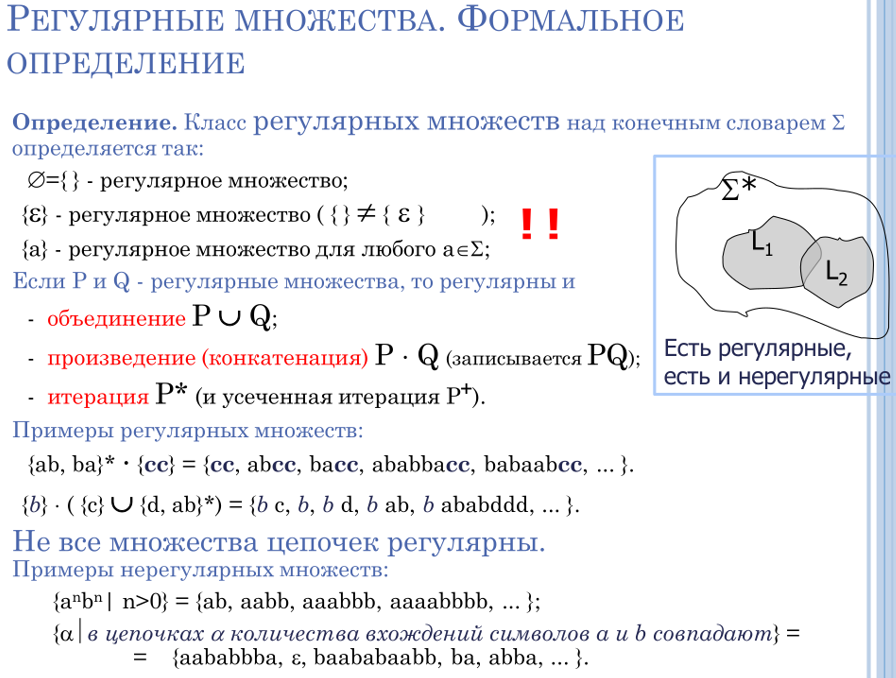 РЕГУЛЯРНЫЕ МНОЖЕСТВА. ФОРМАЛЬНОЕ
ОПРЕДЕЛЕНИЕ
Определение. Класс регулярных множеств над конечным словарем Σ
определяется так:
∅={ } - регулярное множество;
{ε} - регулярное множество ( { } ≠ { ε } );
{a} - регулярное множество для любого a∈Σ;
! !
Если P и Q - регулярные множества, то регулярны и
- объединение P ∪ Q;
- произведение (конкатенация) P · Q (записывается PQ);
- итерация P* (и усеченная итерация P⁺).
Σ*
L₁
L₂
Есть регулярные,
есть и нерегулярные
Примеры регулярных множеств:
{ab, ba}* · {cc} = {cc, abcc, bacc, ababbacc, babaabcc, ... }.
{b} · ( {c} ∪ {d, ab}*) = {b c, b, b d, b ab, b ababddd, ... }.
Не все множества цепочек регулярны.
Примеры нерегулярных множеств:
{aⁿbⁿ| n>0} = {ab, aabb, aaabbb, aaaabbbb, ... };
{α|в цепочках α количества вхождений символов a и b совпадают} =
= {aababbba, ε, baababaabb, ba, abba, ... }.